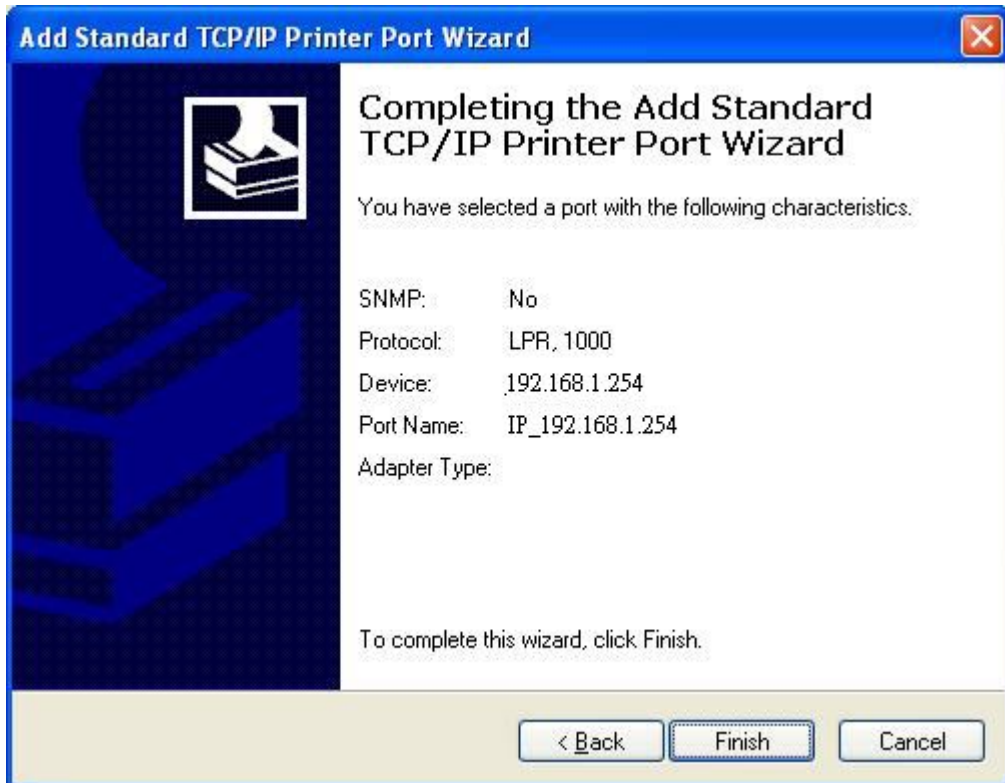 Add Standard TCP/IP Printer Port Wizard
Completing the Add Standard
TCP/IP Printer Port Wizard
You have selected a port with the following characteristics.
SNMP: No
Protocol: LPR, 1000
Device: 192.168.1.254
Port Name: IP_192.168.1.254
Adapter Type:
To complete this wizard, click Finish.
< Back Finish Cancel